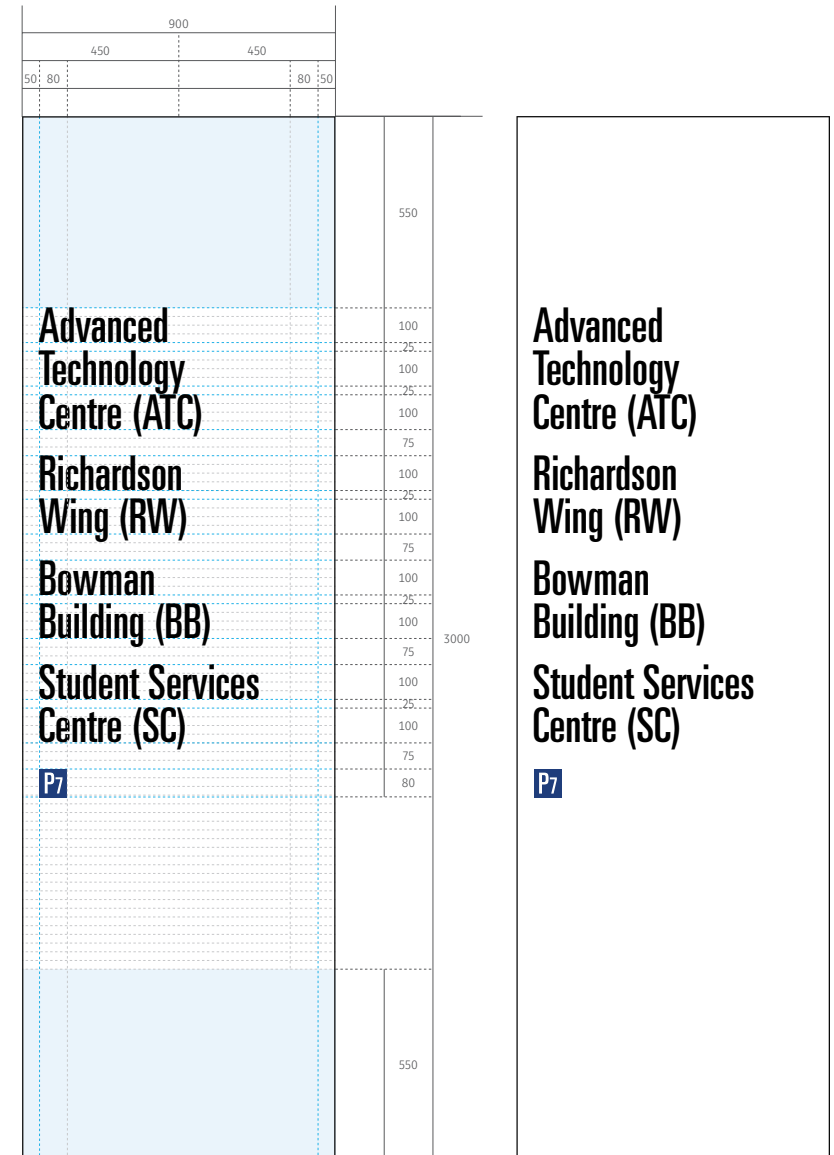 900
450 450
50 80 80 50
550
Advanced
Technology
Centre (ATC)
Richardson
Wing (RW)
Bowman
Building (BB)
Student Services
Centre (SC)
P7
100
25
100
25
100
75
100
25
100
75
100
25
100
75
100
25
100
75
80
3000
550
Advanced
Technology
Centre (ATC)
Richardson
Wing (RW)
Bowman
Building (BB)
Student Services
Centre (SC)
P7